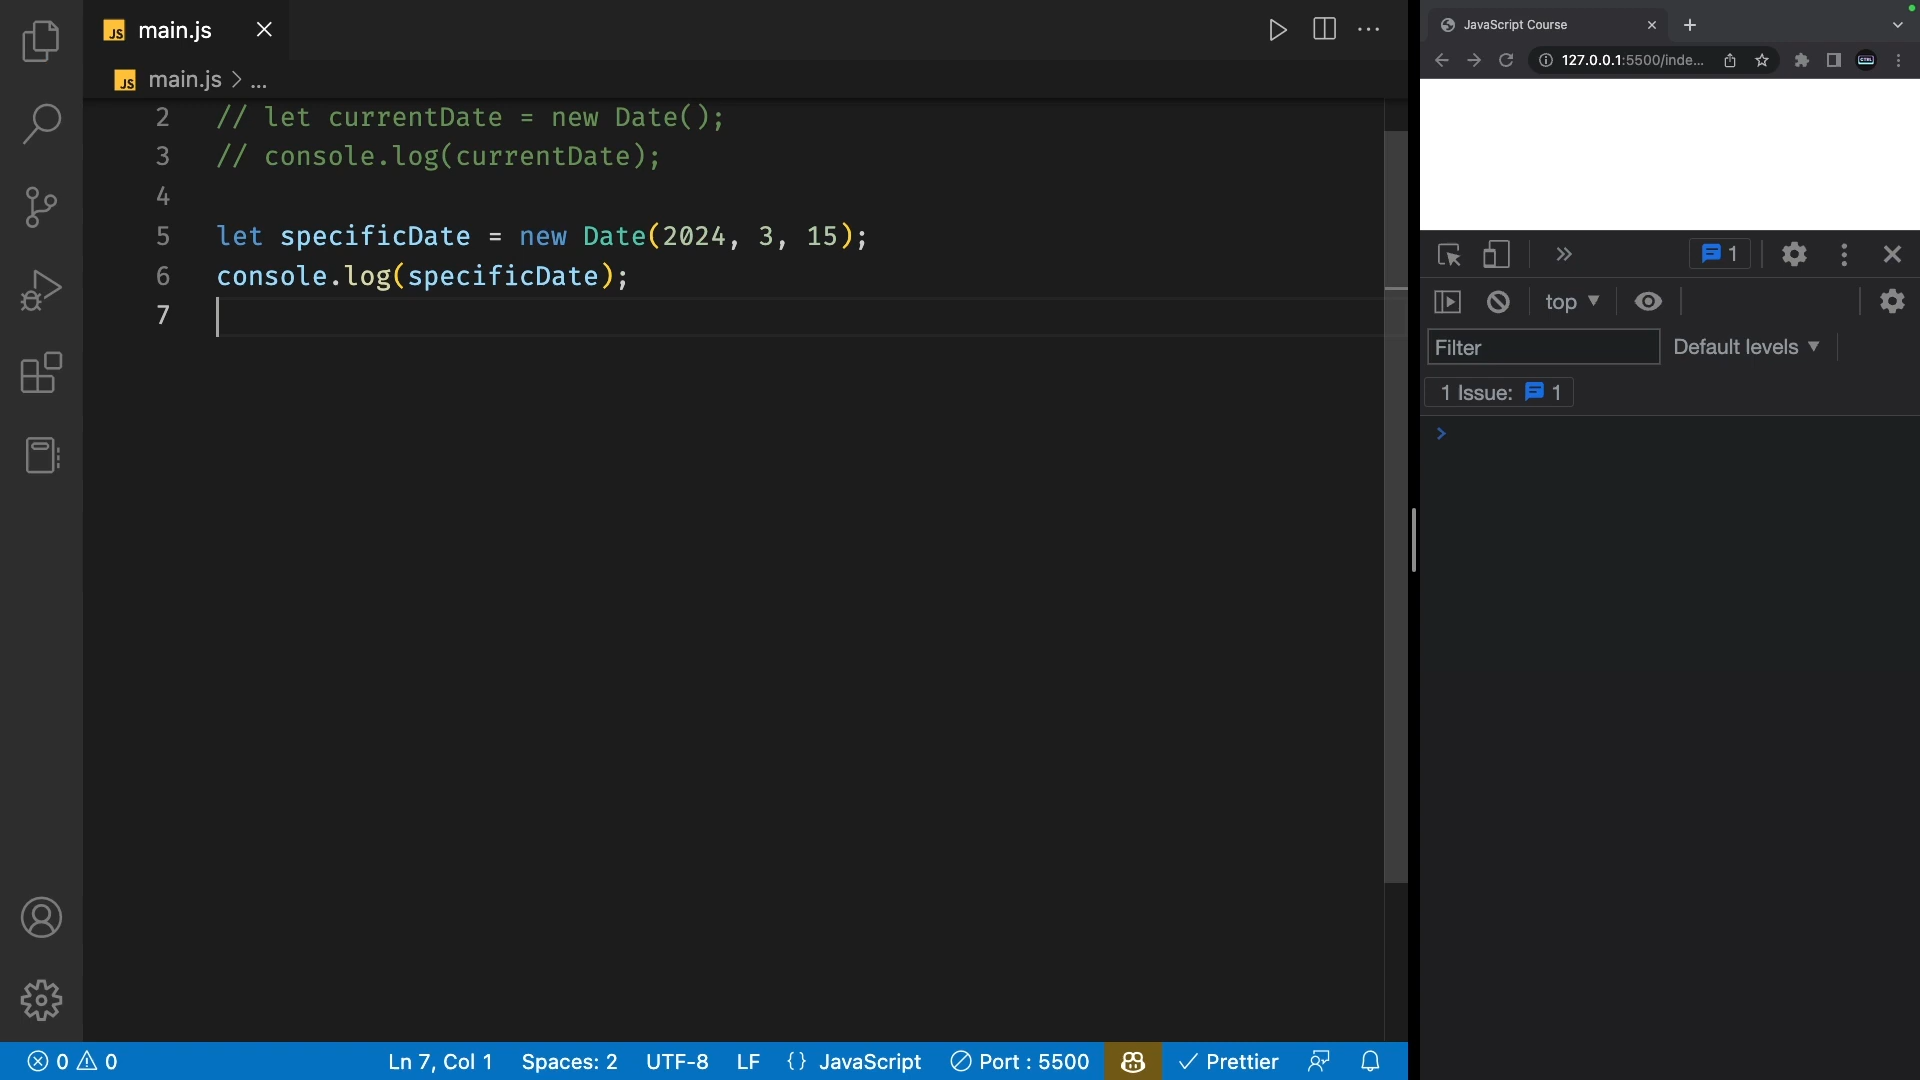 JS main.js
JS main.js > ...
2 // let currentDate = new Date();
3 // console.log(currentDate);
4
5 let specificDate = new Date(2024, 3, 15);
6 console.log(specificDate);
7
0 0 Ln 7, Col 1 Spaces: 2 UTF-8 LF {} JavaScript Port : 5500 Prettier
JavaScript Course
127.0.0.1:5500/inde...
1
top
Filter Default levels
1 Issue: 1
>